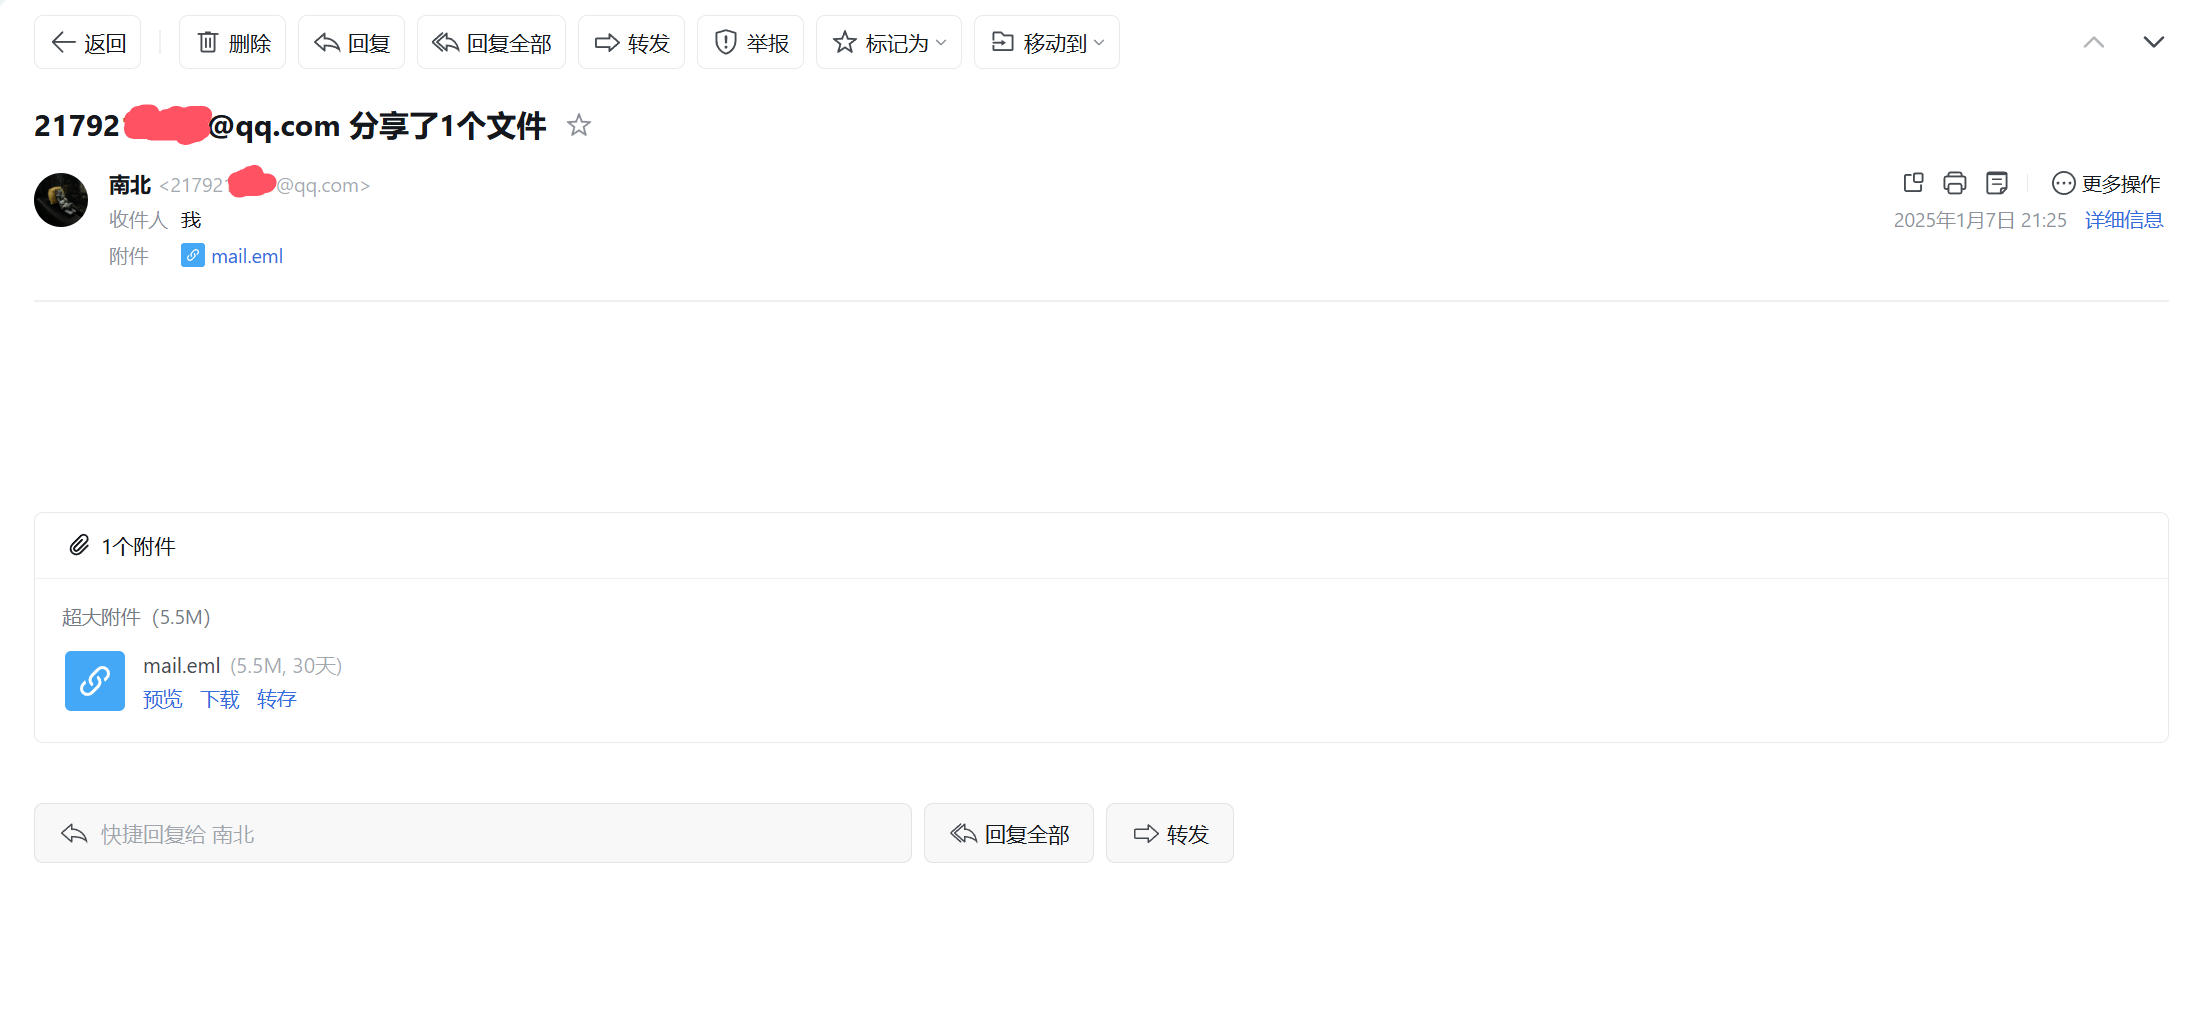 返回 删除 回复 回复全部 转发 举报 标记为 移动到
21792 @qq.com 分享了1个文件
南北 <217921 @qq.com> 更多操作
收件人 我 2025年1月7日 21:25 详细信息
附件 mail.eml
1个附件
超大附件 (5.5M)
mail.eml (5.5M, 30天)
预览 下载 转存
快捷回复给 南北 回复全部 转发